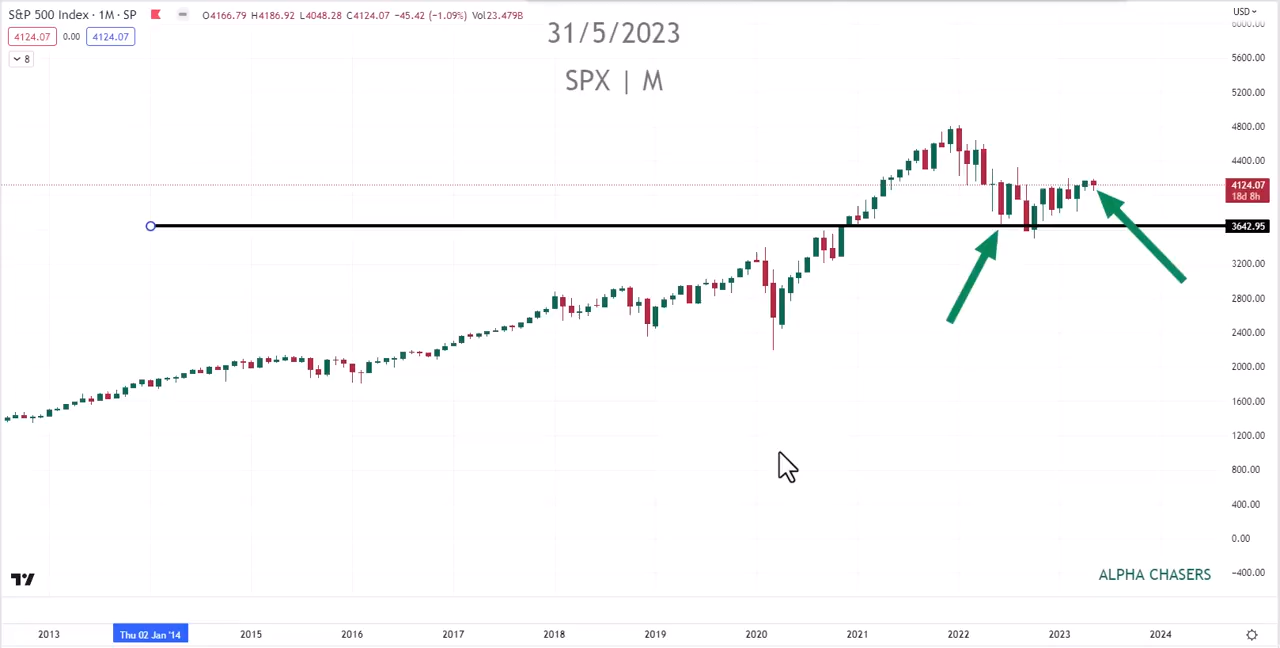 S&P 500 Index · 1M · SP O4166.79 H4186.92 L4048.28 C4124.07 −45.42 (−1.09%) Vol23.479B
4124.07 0.00 4124.07
8
31/5/2023
SPX | M
USD
6000.00
5600.00
5200.00
4800.00
4400.00
4124.07
18d 8h
3642.95
3200.00
2800.00
2400.00
2000.00
1600.00
1200.00
800.00
400.00
0.00
−400.00
ALPHA CHASERS
2013 Thu 02 Jan '14 2015 2016 2017 2018 2019 2020 2021 2022 2023 2024